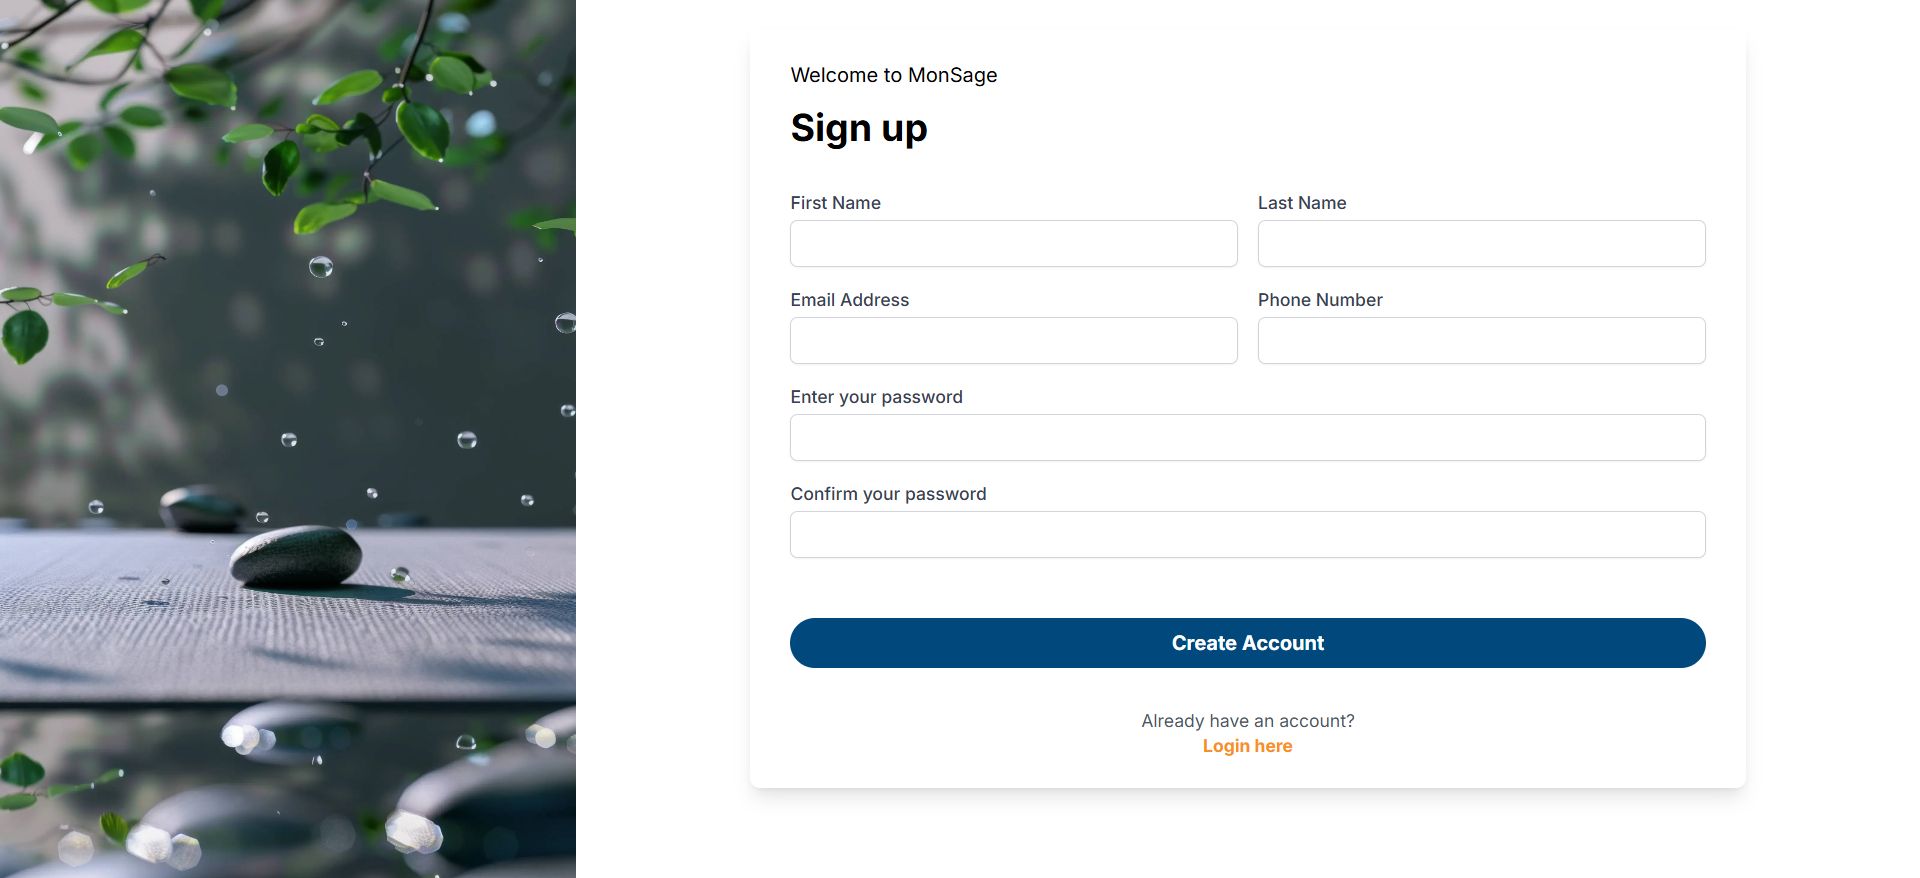 Welcome to MonSage
Sign up
First Name
Last Name
Email Address
Phone Number
Enter your password
Confirm your password
Create Account
Already have an account?
Login here